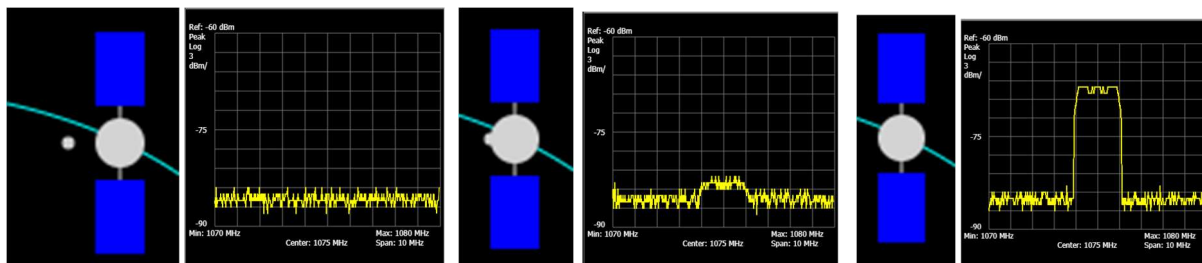 Ref: -60 dBm
Peak
Log
3
dBm/
-75
-90
Min: 1070 MHz
Max: 1080 MHz
Center: 1075 MHz
Span: 10 MHz
Ref: -60 dBm
Peak
Log
3
dBm/
-75
-90
Min: 1070 MHz
Max: 1080 MHz
Center: 1075 MHz
Span: 10 MHz
Ref: -60 dBm
Peak
Log
3
dBm/
-75
-90
Min: 1070 MHz
Max: 1080 MHz
Center: 1075 MHz
Span: 10 MHz